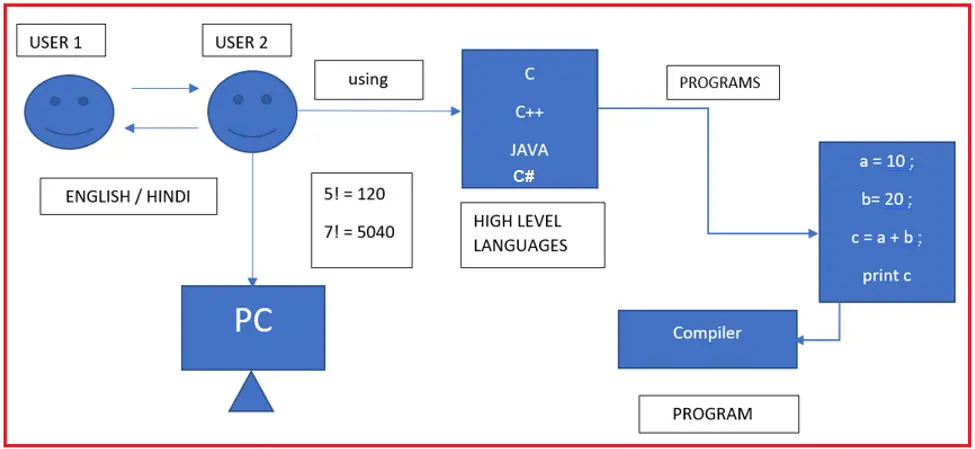 USER 1
USER 2
using
ENGLISH / HINDI
5! = 120
7! = 5040
PC
C
C++
JAVA
C#
HIGH LEVEL
LANGUAGES
PROGRAMS
a = 10 ;
b= 20 ;
c = a + b ;
print c
Compiler
PROGRAM